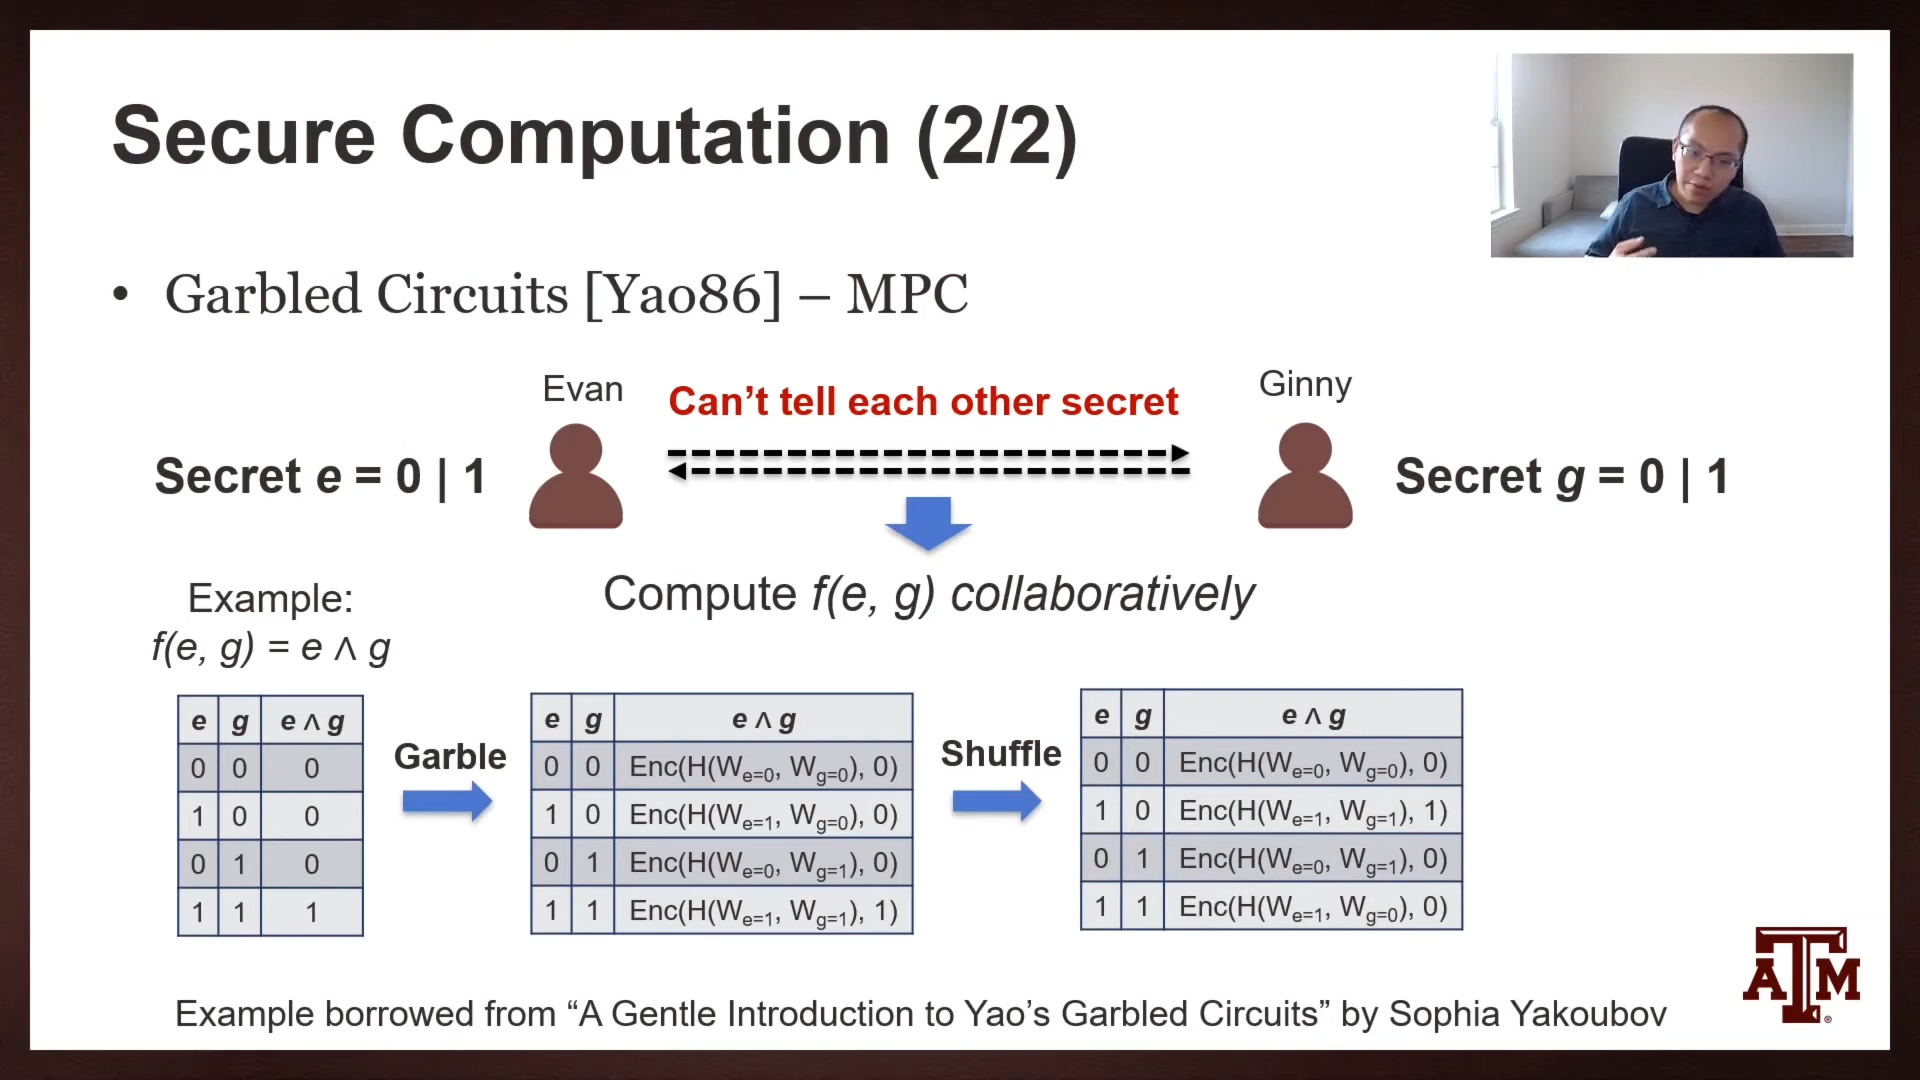 Secure Computation (2/2)
• Garbled Circuits [Yao86] – MPC
Evan
Can’t tell each other secret
Ginny
Secret e = 0 | 1
Secret g = 0 | 1
Compute f(e, g) collaboratively
Example:
f(e, g) = e ∧ g
e g e ∧ g
0 0 0
1 0 0
0 1 0
1 1 1
Garble
e g e ∧ g
0 0 Enc(H(We=0, Wg=0), 0)
1 0 Enc(H(We=1, Wg=0), 0)
0 1 Enc(H(We=0, Wg=1), 0)
1 1 Enc(H(We=1, Wg=1), 1)
Shuffle
e g e ∧ g
0 0 Enc(H(We=0, Wg=0), 0)
1 0 Enc(H(We=1, Wg=1), 1)
0 1 Enc(H(We=0, Wg=1), 0)
1 1 Enc(H(We=1, Wg=0), 0)
ATM®
Example borrowed from “A Gentle Introduction to Yao’s Garbled Circuits” by Sophia Yakoubov